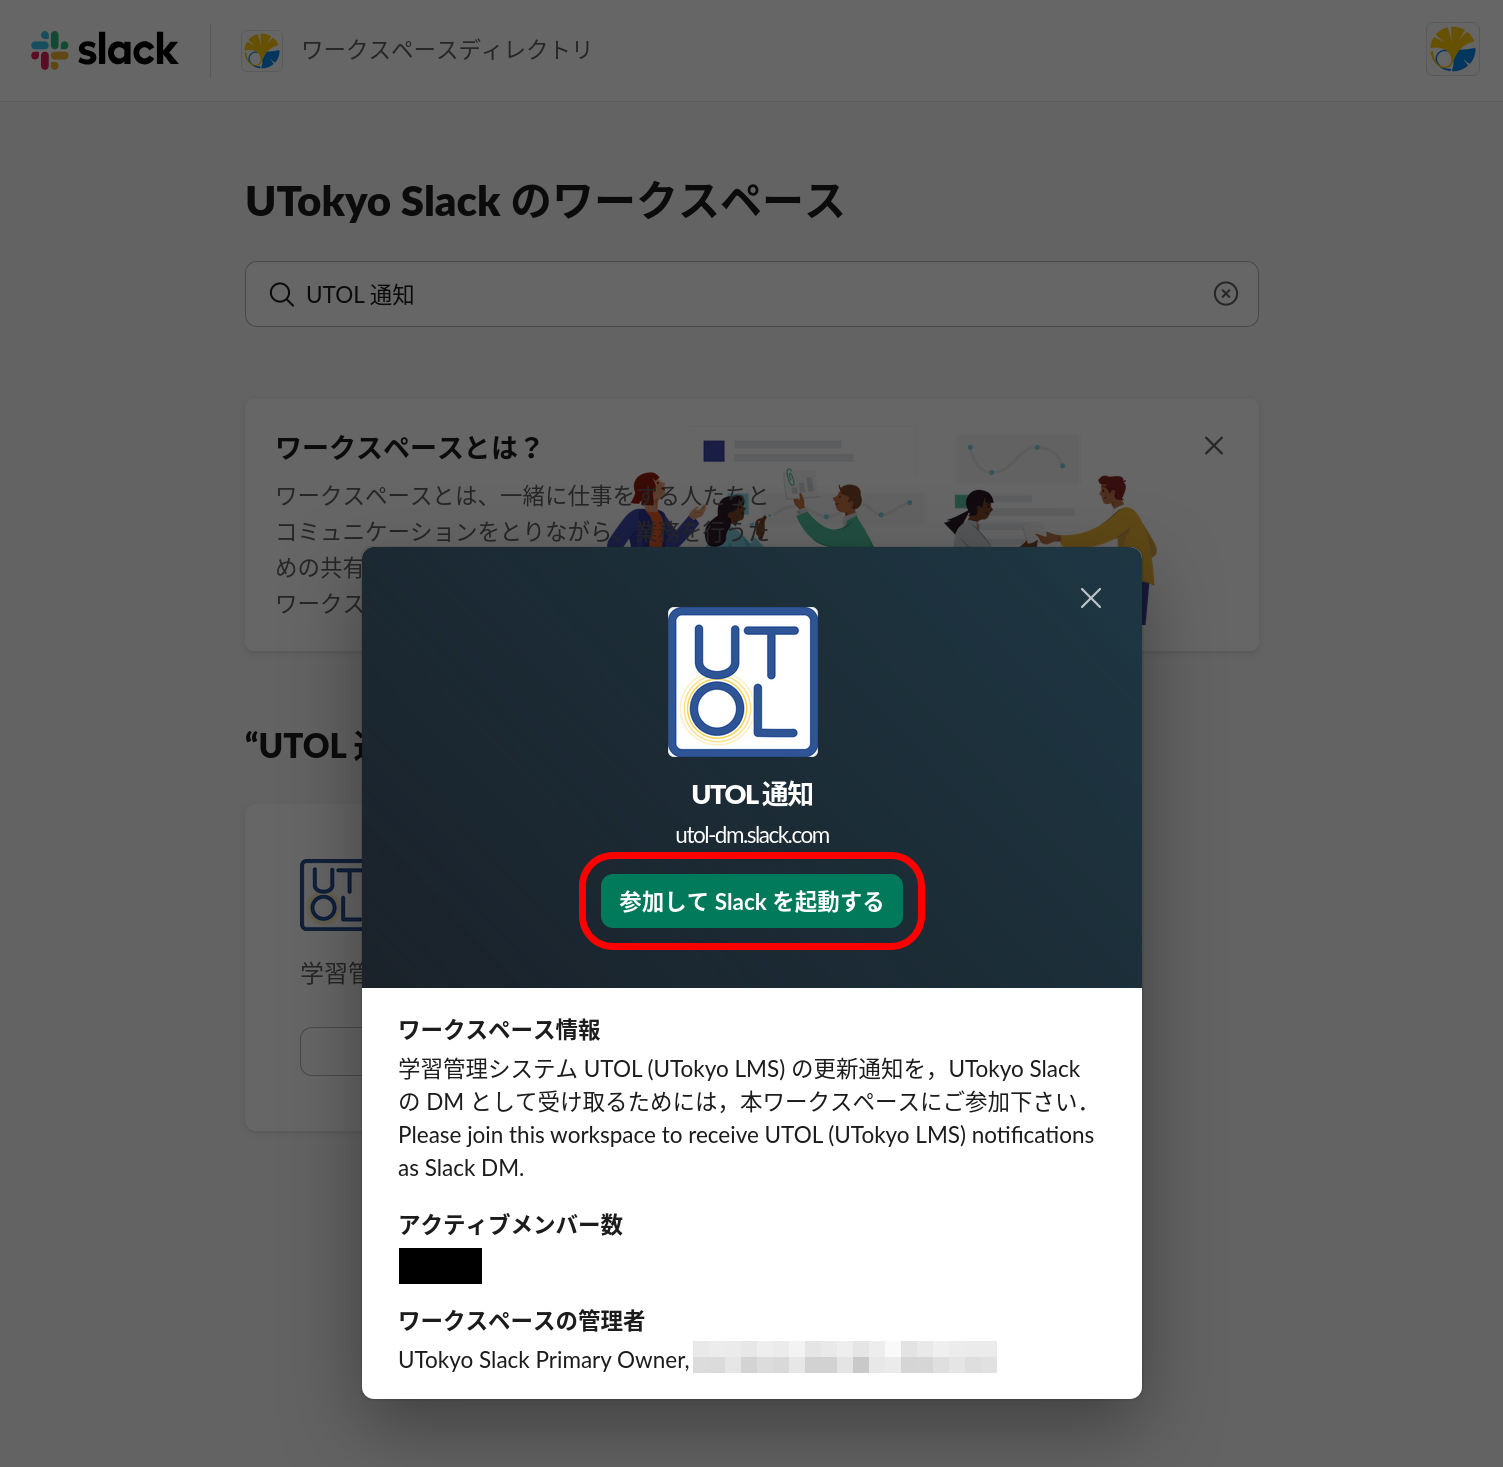 slack ワークスペースディレクトリ
UTokyo Slack のワークスペース
UTOL 通知
ワークスペースとは？
ワークスペースとは、一緒に仕事をする人たちと
コミュニケーションをとりながら、業務を行うた
めの共有
ワークス
“UTOL
UT
OL
学習管
UT
OL
UTOL 通知
utol-dm.slack.com
参加して Slack を起動する
ワークスペース情報
学習管理システム UTOL (UTokyo LMS) の更新通知を，UTokyo Slack
の DM として受け取るためには，本ワークスペースにご参加下さい．
Please join this workspace to receive UTOL (UTokyo LMS) notifications
as Slack DM.
アクティブメンバー数
ワークスペースの管理者
UTokyo Slack Primary Owner,